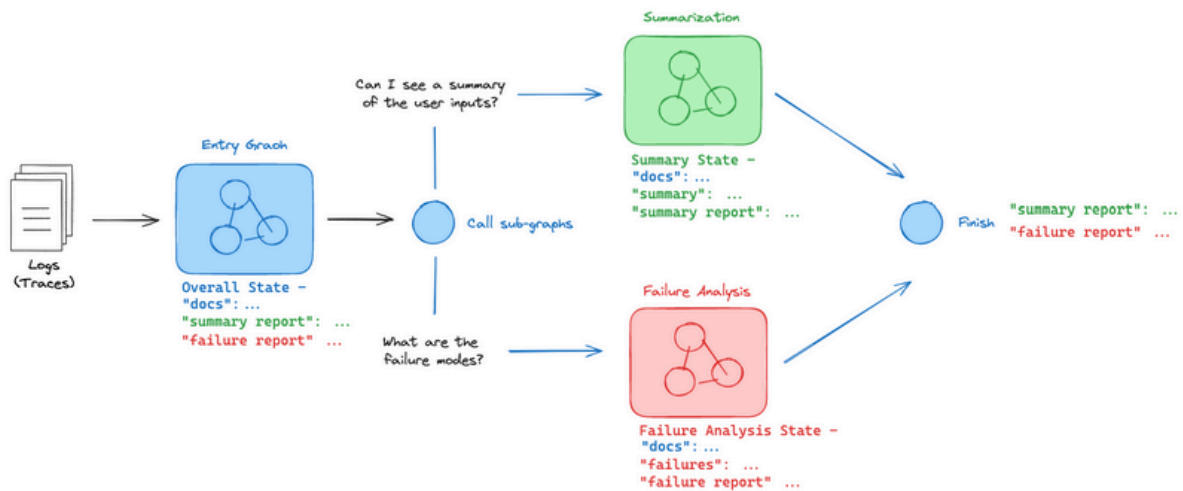 Summarization
Can I see a summary
of the user inputs?
Entry Graph
Summary State -
"docs": ...
"summary": ...
"summary report": ...
Logs
(Traces)
Call sub-graphs
Finish
"summary report": ...
"failure report" ...
Overall State -
"docs": ...
"summary report": ...
"failure report" ...
Failure Analysis
What are the
failure modes?
Failure Analysis State -
"docs": ...
"failures": ...
"failure report" ...